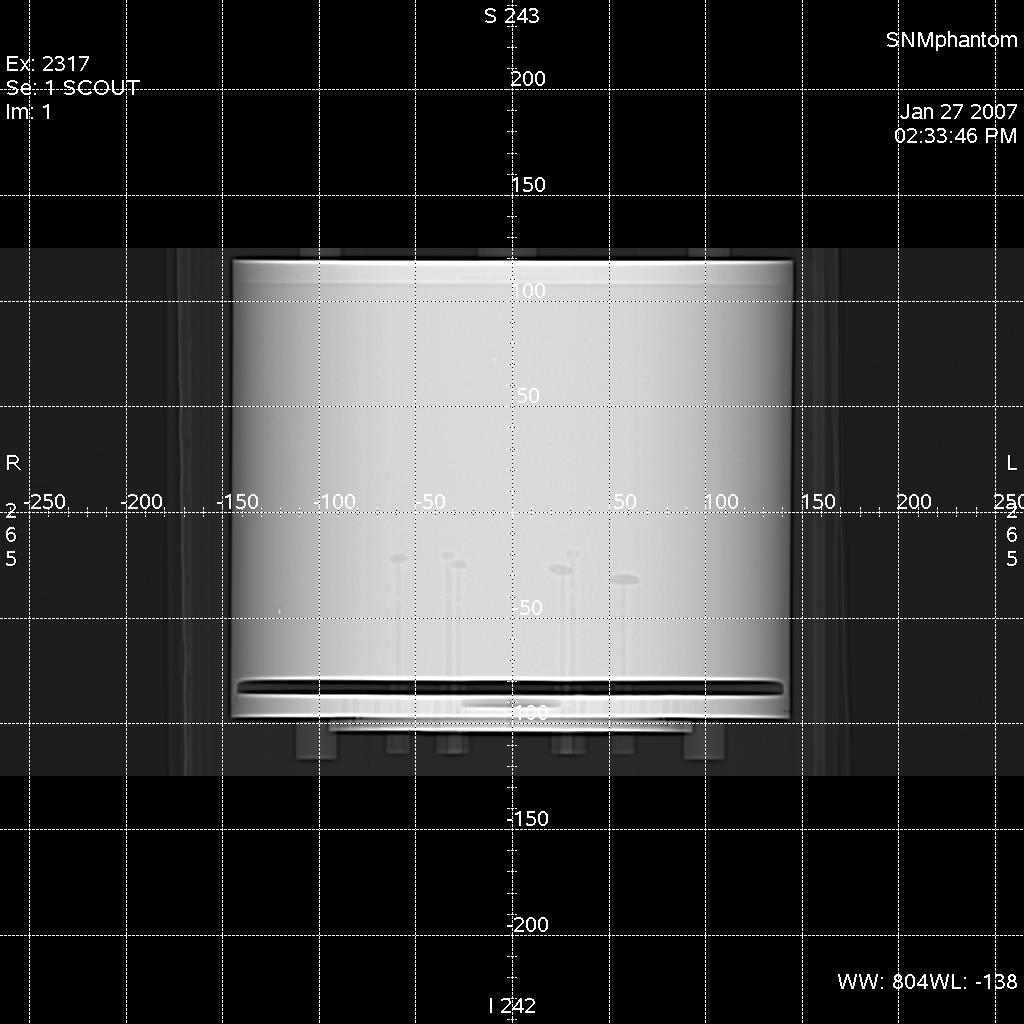 S 243
SNMphantom
Ex: 2317
Se: 1 SCOUT
Im: 1
Jan 27 2007
02:33:46 PM
200
150
100
50
R
L
-250 -200 -150 -100 -50 50 100 150 200 250
2
6
5
2
6
5
-50
-100
-150
-200
WW: 804WL: -138
I 242